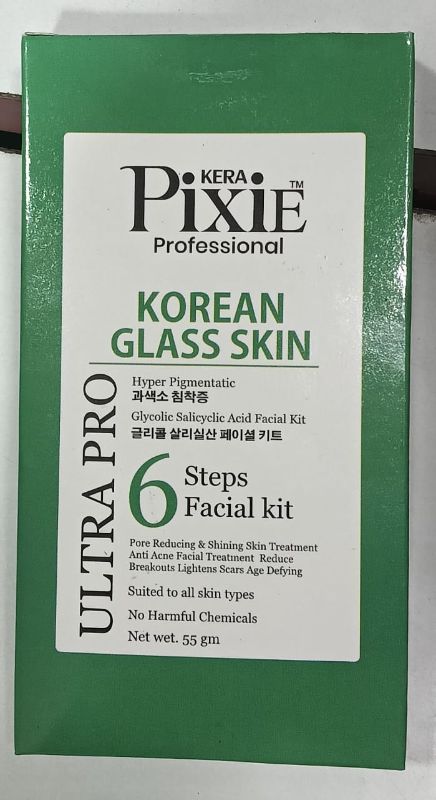 KERA
PixiE™
Professional
KOREAN
GLASS SKIN
Hyper Pigmentatic
과색소 침착증
Glycolic Salicyclic Acid Facial Kit
글리콜 살리실산 페이셜 키트
ULTRA PRO
6 Steps
Facial kit
Pore Reducing & Shining Skin Treatment
Anti Acne Facial Treatment Reduce
Breakouts Lightens Scars Age Defying
Suited to all skin types
No Harmful Chemicals
Net wet. 55 gm